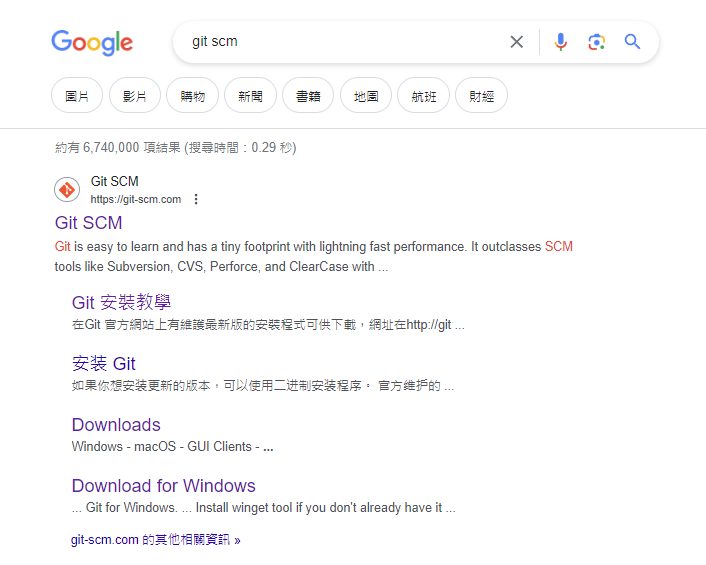 Google
git scm
圖片
影片
購物
新聞
書籍
地圖
航班
財經
約有 6,740,000 項結果 (搜尋時間：0.29 秒)
Git SCM
https://git-scm.com
Git SCM
Git is easy to learn and has a tiny footprint with lightning fast performance. It outclasses SCM
tools like Subversion, CVS, Perforce, and ClearCase with ...
Git 安裝教學
在Git 官方網站上有維護最新版的安裝程式可供下載，網址在http://git ...
安装 Git
如果你想安装更新的版本，可以使用二进制安装程序。 官方维护的 ...
Downloads
Windows - macOS - GUI Clients - ...
Download for Windows
... Git for Windows. ... Install winget tool if you don't already have it ...
git-scm.com 的其他相關資訊 »